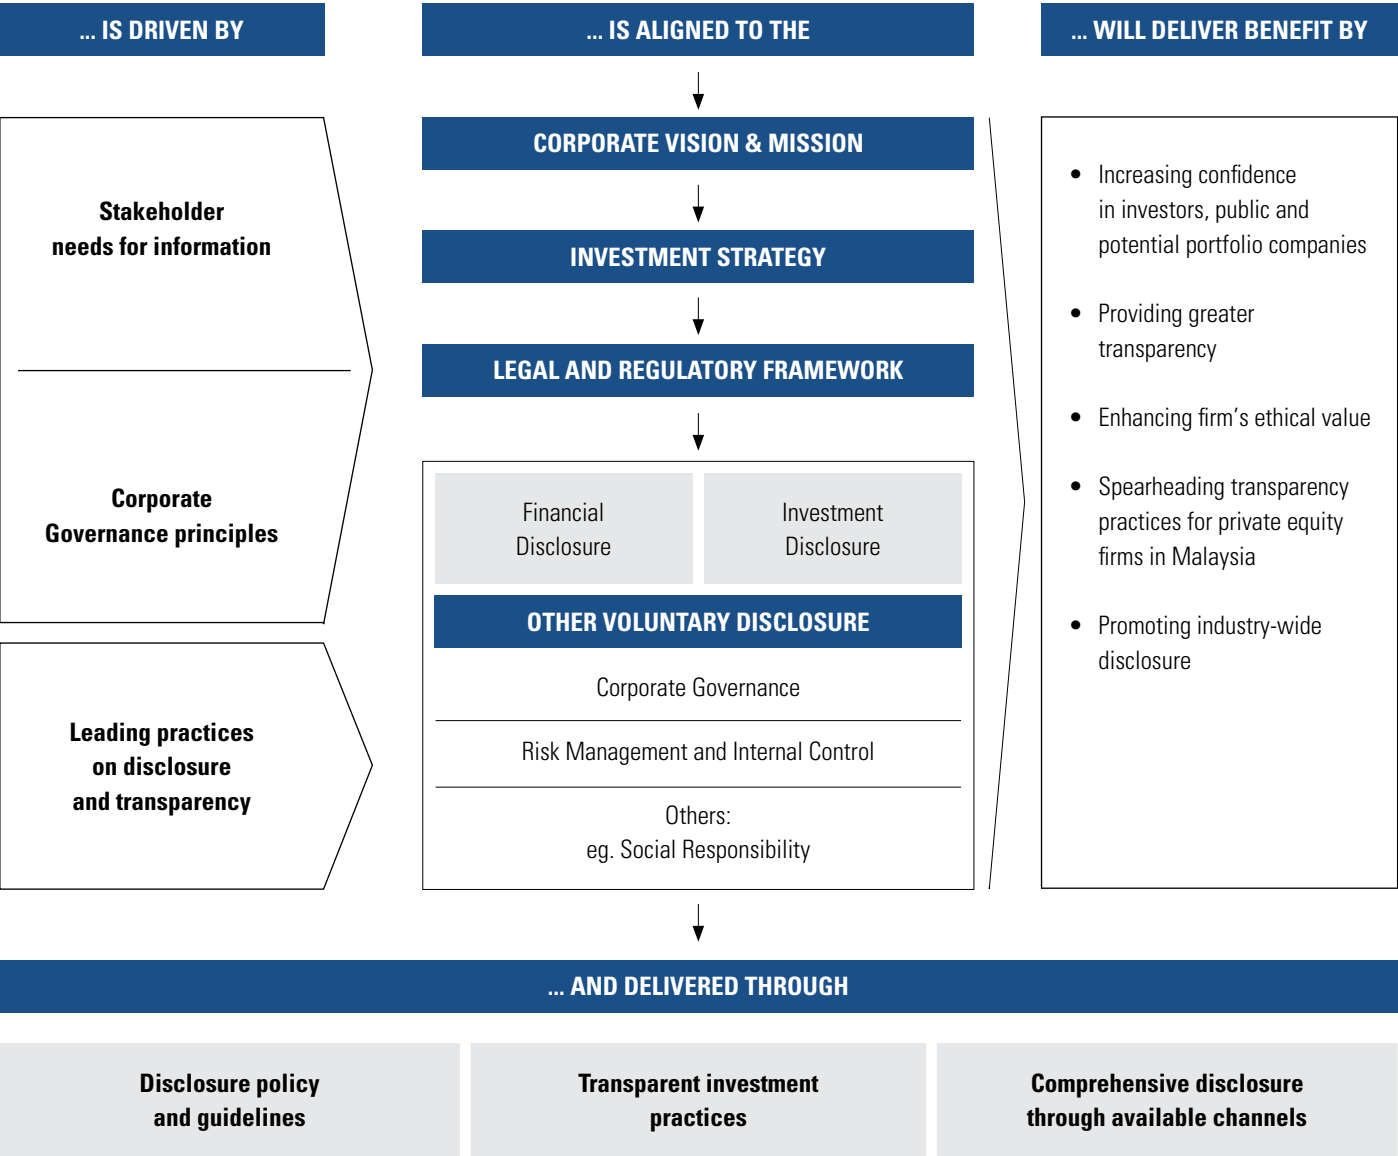 ... IS DRIVEN BY
Stakeholder
needs for information
Corporate
Governance principles
Leading practices
on disclosure
and transparency
... IS ALIGNED TO THE
CORPORATE VISION & MISSION
INVESTMENT STRATEGY
LEGAL AND REGULATORY FRAMEWORK
Financial
Disclosure
Investment
Disclosure
OTHER VOLUNTARY DISCLOSURE
Corporate Governance
Risk Management and Internal Control
Others:
eg. Social Responsibility
... WILL DELIVER BENEFIT BY
• Increasing confidence
in investors, public and
potential portfolio companies
• Providing greater
transparency
• Enhancing firm's ethical value
• Spearheading transparency
practices for private equity
firms in Malaysia
• Promoting industry-wide
disclosure
... AND DELIVERED THROUGH
Disclosure policy
and guidelines
Transparent investment
practices
Comprehensive disclosure
through available channels